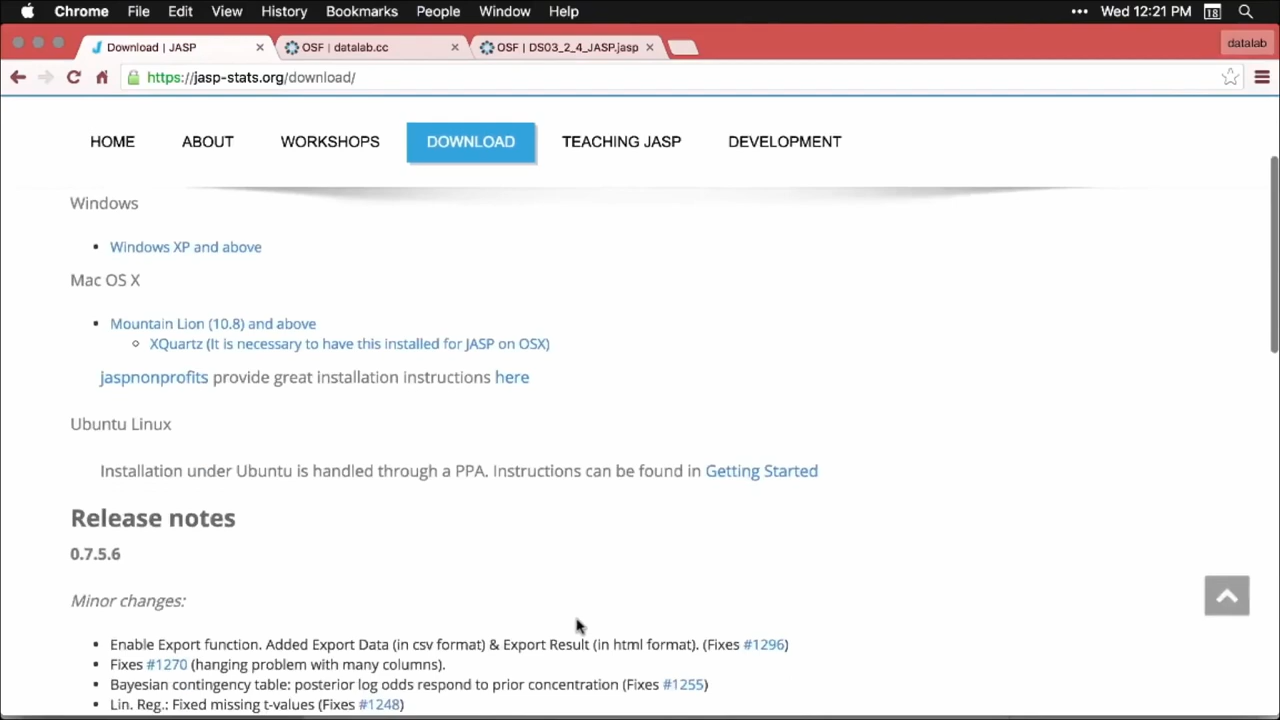 Chrome File Edit View History Bookmarks People Window Help ••• Wed 12:21 PM 18
Download | JASP × OSF | datalab.cc × OSF | DS03_2_4_JASP.jasp × datalab
https://jasp-stats.org/download/
HOME ABOUT WORKSHOPS DOWNLOAD TEACHING JASP DEVELOPMENT
Windows
• Windows XP and above
Mac OS X
• Mountain Lion (10.8) and above
○ XQuartz (It is necessary to have this installed for JASP on OSX)
jaspnonprofits provide great installation instructions here
Ubuntu Linux
Installation under Ubuntu is handled through a PPA. Instructions can be found in Getting Started
Release notes
0.7.5.6
Minor changes:
• Enable Export function. Added Export Data (in csv format) & Export Result (in html format). (Fixes #1296)
• Fixes #1270 (hanging problem with many columns).
• Bayesian contingency table: posterior log odds respond to prior concentration (Fixes #1255)
• Lin. Reg.: Fixed missing t-values (Fixes #1248)